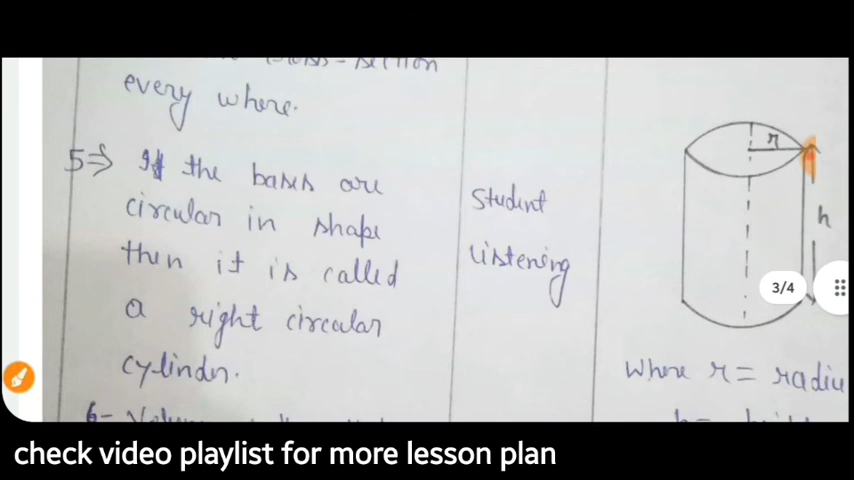 every where.
5⇒ If the bases are
circular in shape
then it is called
a right circular
cylinder.
6-
Student
listening
r
h
3/4
Where r = radiu
check video playlist for more lesson plan